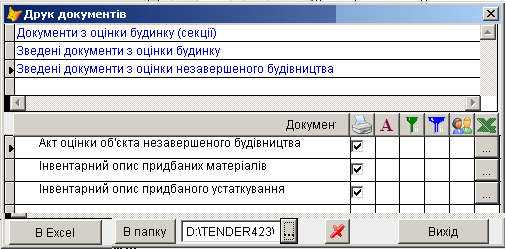 Друк документів
Документи з оцінки будинку (секції)
Зведені документи з оцінки будинку
Зведені документи з оцінки незавершеного будівництва
Документ А
Акт оцінки об'єкта незавершеного будівництва
...
Інвентарний опис придбаних матеріалів
...
Інвентарний опис придбаного устаткування
...
В Excel В папку D:\TENDER423\ ... Вихід